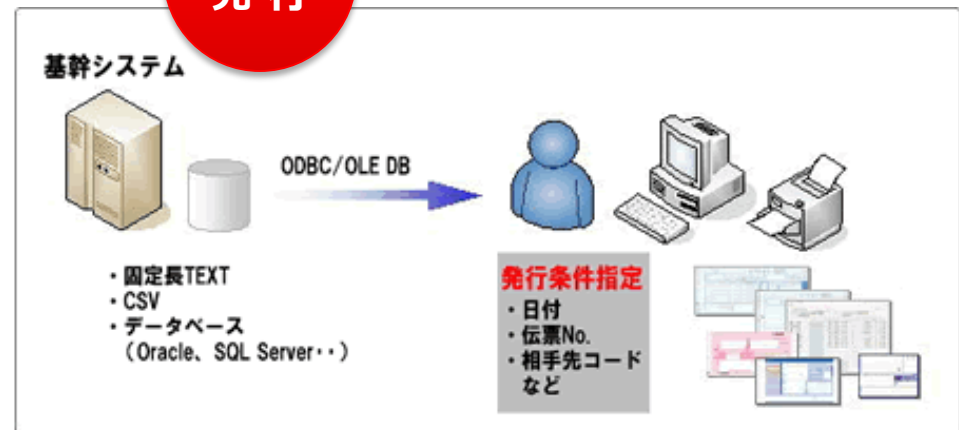 発行
基幹システム
ODBC/OLE DB
・固定長TEXT
・CSV
・データベース
（Oracle、SQL Server・・）
発行条件指定
・日付
・伝票No.
・相手先コード
など